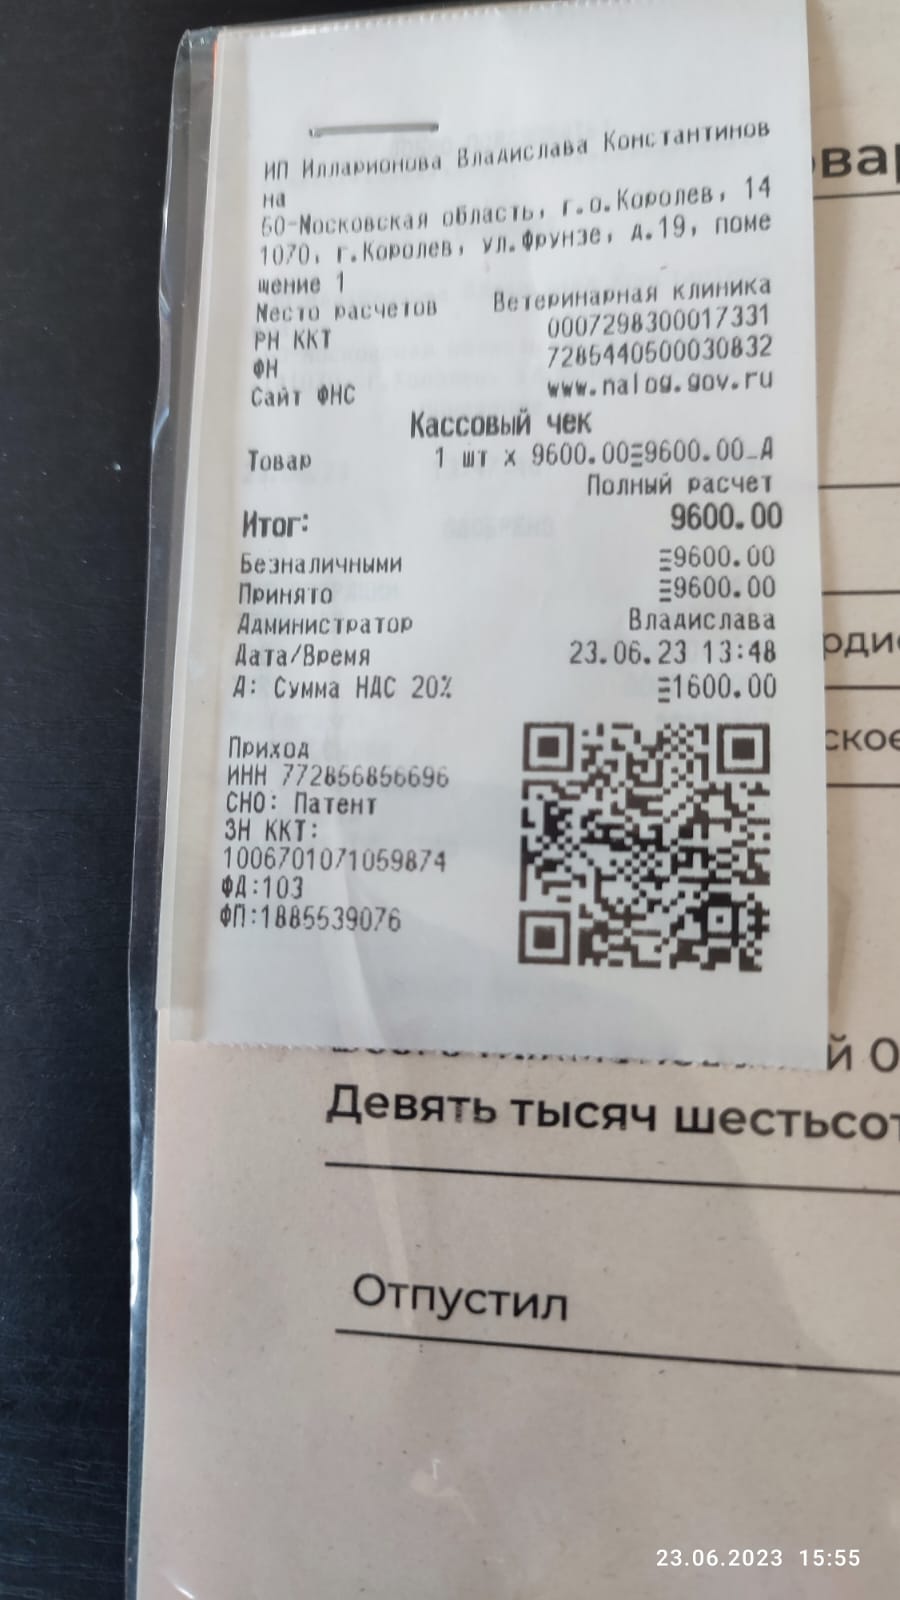 ИП Илларионова Владислава Константинов
на
50-Московская область, г.о.Королев, 14
1070, г.Королев, ул.Фрунзе, д.19, поме
щение 1
Место расчетов Ветеринарная клиника
РН ККТ 0007298300017331
ФН 7285440500030832
Сайт ФНС www.nalog.gov.ru
Кассовый чек
Товар 1 шт х 9600.00≡9600.00_А
Полный расчет
Итог: 9600.00
Безналичными ≡9600.00
Принято ≡9600.00
Администратор Владислава
Дата/Время 23.06.23 13:48
А: Сумма НДС 20% ≡1600.00
Приход
ИНН 772856856696
СНО: Патент
ЗН ККТ:
1006701071059874
ФД:103
ФП:1885539076
Девять тысяч шестьсот
Отпустил
23.06.2023 15:55